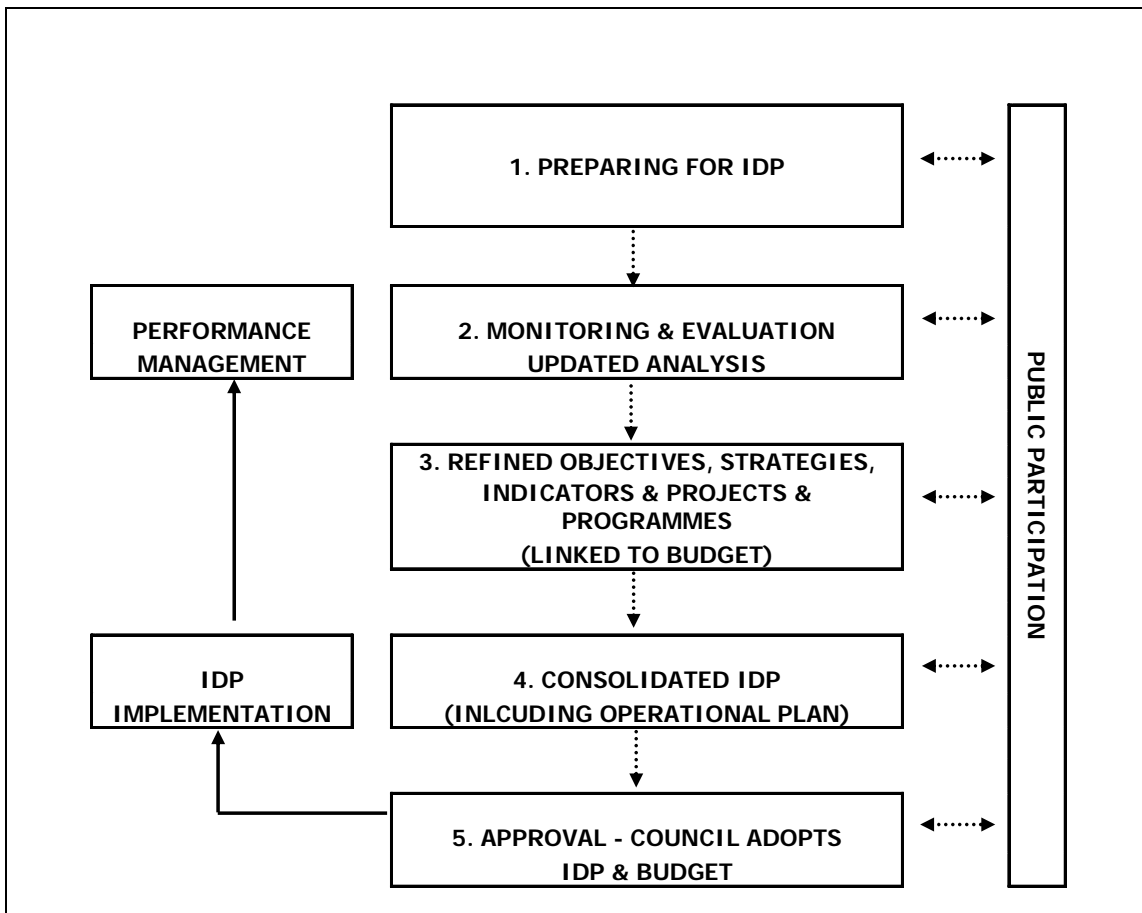 1. PREPARING FOR IDP
PERFORMANCE
MANAGEMENT
2. MONITORING & EVALUATION
UPDATED ANALYSIS
3. REFINED OBJECTIVES, STRATEGIES,
INDICATORS & PROJECTS &
PROGRAMMES
(LINKED TO BUDGET)
IDP
IMPLEMENTATION
4. CONSOLIDATED IDP
(INLCUDING OPERATIONAL PLAN)
5. APPROVAL - COUNCIL ADOPTS
IDP & BUDGET
PUBLIC PARTICIPATION